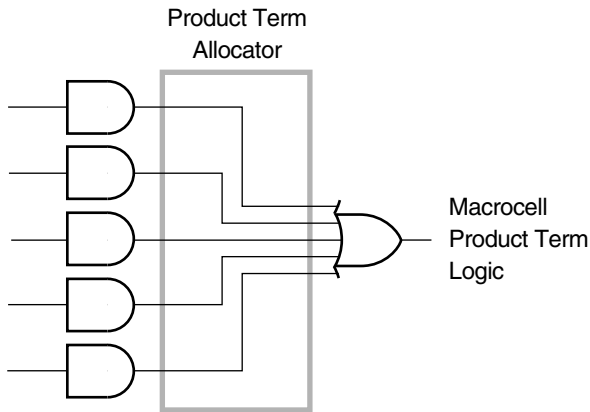 Product Term
Allocator
Macrocell
Product Term
Logic